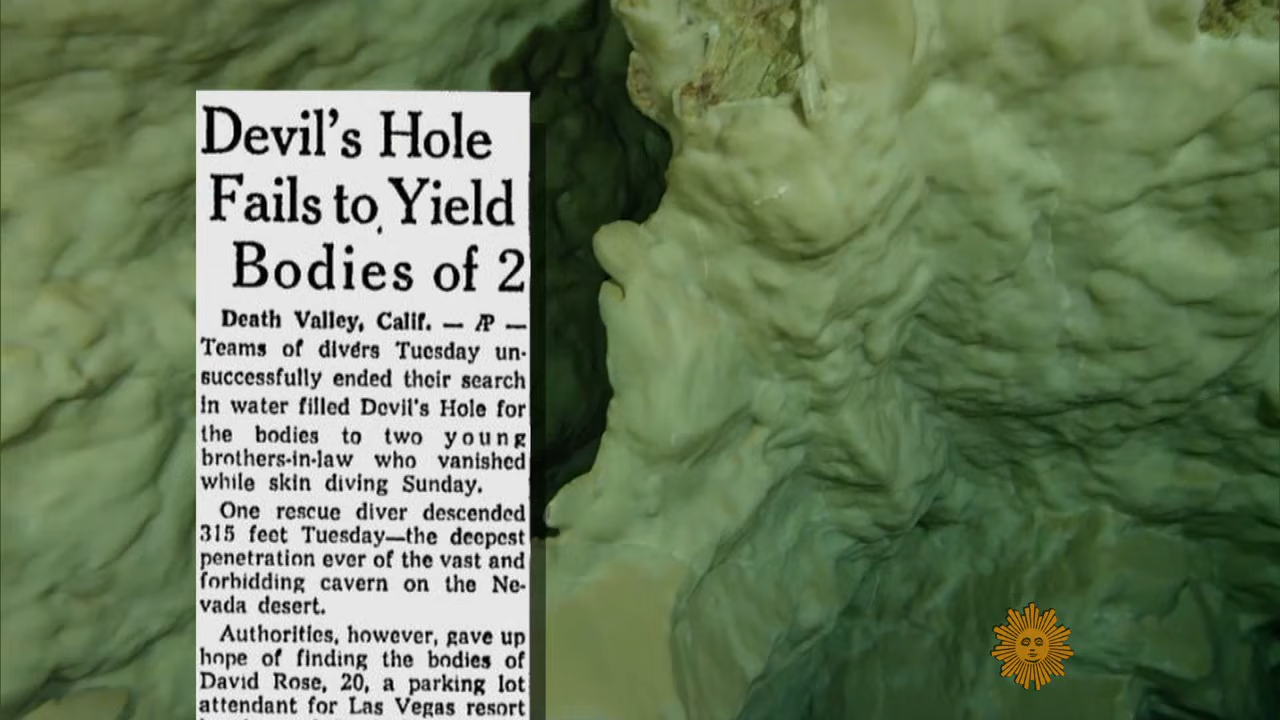 Devil's Hole
Fails to Yield
Bodies of 2
Death Valley, Calif. — AP —
Teams of divers Tuesday un-
successfully ended their search
in water filled Devil's Hole for
the bodies to two young
brothers-in-law who vanished
while skin diving Sunday.
One rescue diver descended
315 feet Tuesday—the deepest
penetration ever of the vast and
forbidding cavern on the Ne-
vada desert.
Authorities, however, gave up
hope of finding the bodies of
David Rose, 20, a parking lot
attendant for Las Vegas resort